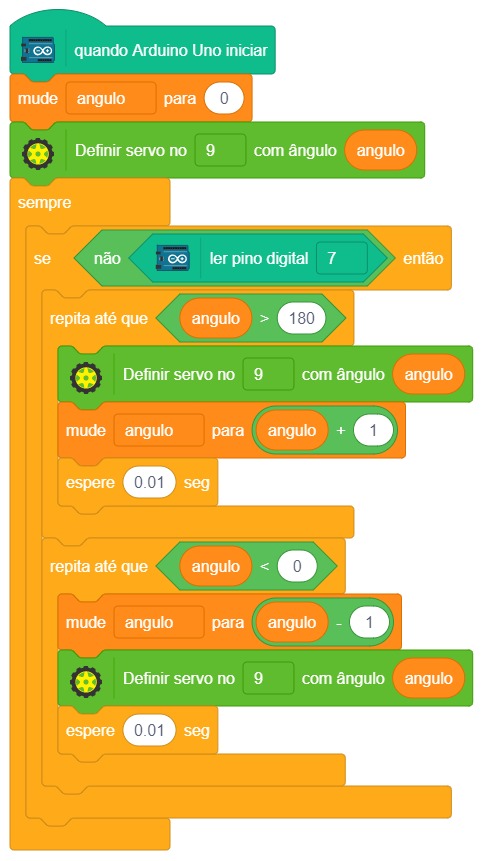 quando Arduino Uno iniciar
mude angulo para 0
Definir servo no 9 com ângulo angulo
sempre
se não ler pino digital 7 então
repita até que angulo > 180
Definir servo no 9 com ângulo angulo
mude angulo para angulo + 1
espere 0.01 seg
repita até que angulo < 0
mude angulo para angulo - 1
Definir servo no 9 com ângulo angulo
espere 0.01 seg